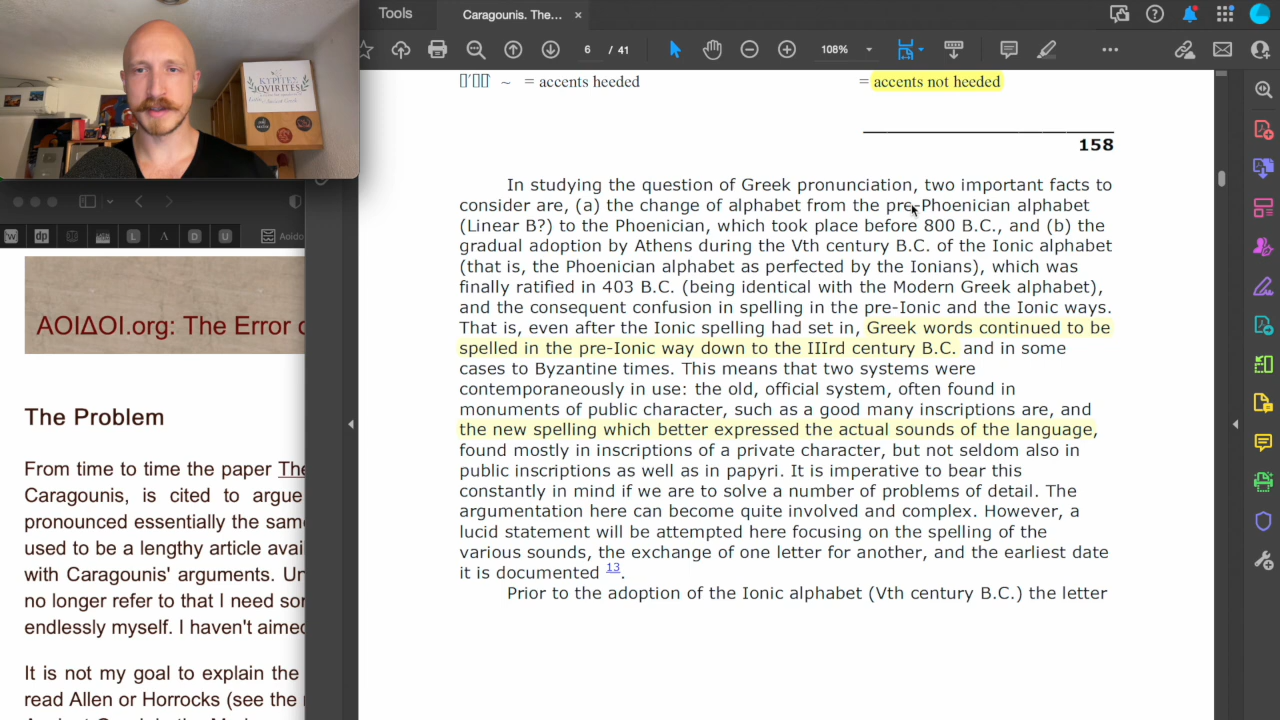 Tools
Caragounis. The...
6 / 41
108%
~ = accents heeded
= accents not heeded
158
In studying the question of Greek pronunciation, two important facts to
consider are, (a) the change of alphabet from the pre-Phoenician alphabet
(Linear B?) to the Phoenician, which took place before 800 B.C., and (b) the
gradual adoption by Athens during the Vth century B.C. of the Ionic alphabet
(that is, the Phoenician alphabet as perfected by the Ionians), which was
finally ratified in 403 B.C. (being identical with the Modern Greek alphabet),
and the consequent confusion in spelling in the pre-Ionic and the Ionic ways.
That is, even after the Ionic spelling had set in, Greek words continued to be
spelled in the pre-Ionic way down to the IIIrd century B.C. and in some
cases to Byzantine times. This means that two systems were
contemporaneously in use: the old, official system, often found in
monuments of public character, such as a good many inscriptions are, and
the new spelling which better expressed the actual sounds of the language,
found mostly in inscriptions of a private character, but not seldom also in
public inscriptions as well as in papyri. It is imperative to bear this
constantly in mind if we are to solve a number of problems of detail. The
argumentation here can become quite involved and complex. However, a
lucid statement will be attempted here focusing on the spelling of the
various sounds, the exchange of one letter for another, and the earliest date
it is documented 13.
Prior to the adoption of the Ionic alphabet (Vth century B.C.) the letter
W dp L Λ D U Aoido
ΑΟΙΔΟΙ.org: The Error o
The Problem
From time to time the paper The
Caragounis, is cited to argue
pronounced essentially the sam
used to be a lengthy article avai
with Caragounis' arguments. Un
no longer refer to that I need son
endlessly myself. I haven't aimed
It is not my goal to explain the
read Allen or Horrocks (see the